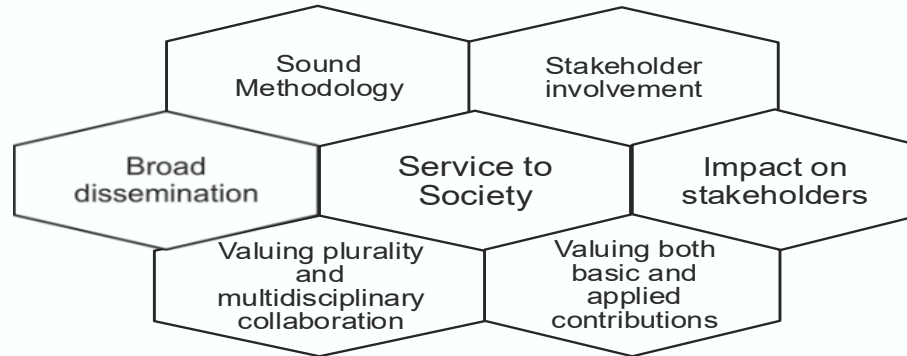 Sound
Methodology
Stakeholder
involvement
Broad
dissemination
Service to
Society
Impact on
stakeholders
Valuing plurality
and
multidisciplinary
collaboration
Valuing both
basic and
applied
contributions